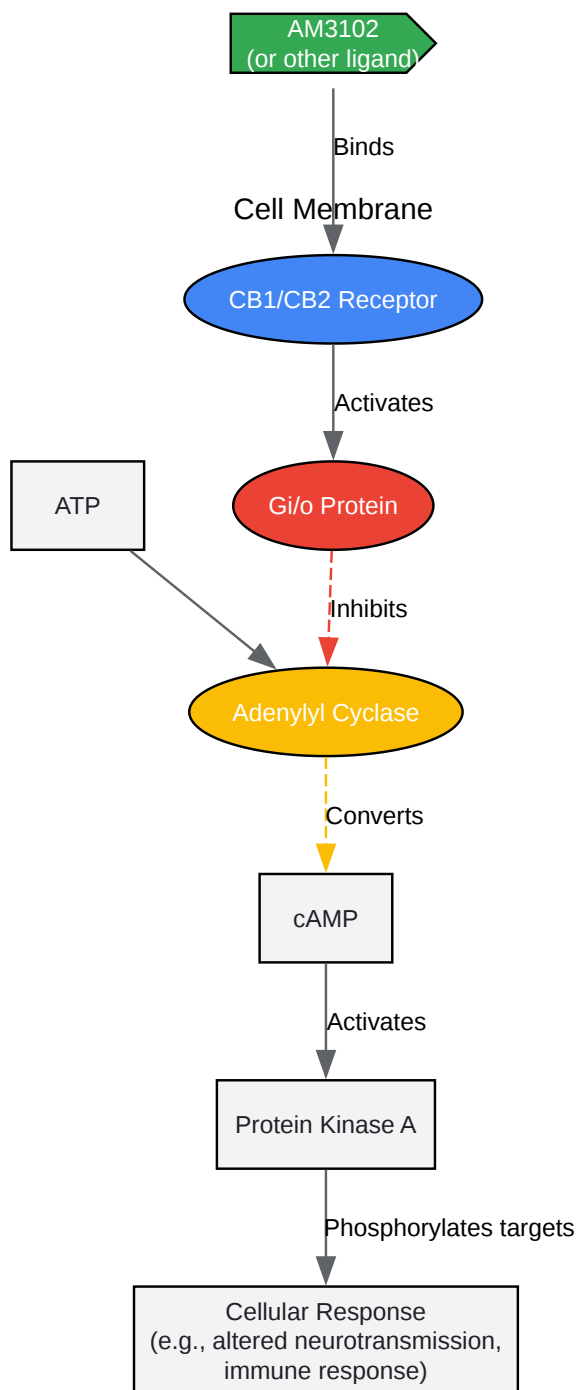 AM3102
(or other ligand)
Binds
Cell Membrane
CB1/CB2 Receptor
Activates
ATP
Gi/o Protein
Inhibits
Adenylyl Cyclase
Converts
cAMP
Activates
Protein Kinase A
Phosphorylates targets
Cellular Response
(e.g., altered neurotransmission,
immune response)